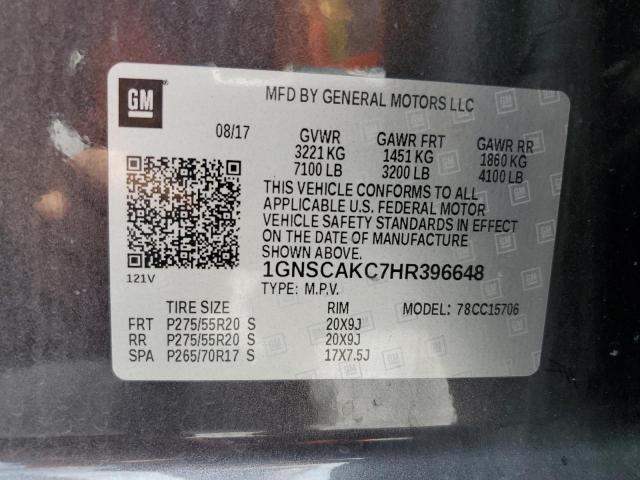 GM
MFD BY GENERAL MOTORS LLC
08/17 GVWR GAWR FRT GAWR RR
3221 KG 1451 KG 1860 KG
7100 LB 3200 LB 4100 LB
THIS VEHICLE CONFORMS TO ALL
APPLICABLE U.S. FEDERAL MOTOR
VEHICLE SAFETY STANDARDS IN EFFECT
ON THE DATE OF MANUFACTURE
SHOWN ABOVE.
1GNSCAKC7HR396648
121V TYPE: M.P.V.
TIRE SIZE RIM MODEL: 78CC15706
FRT P275/55R20 S 20X9J
RR P275/55R20 S 20X9J
SPA P265/70R17 S 17X7.5J